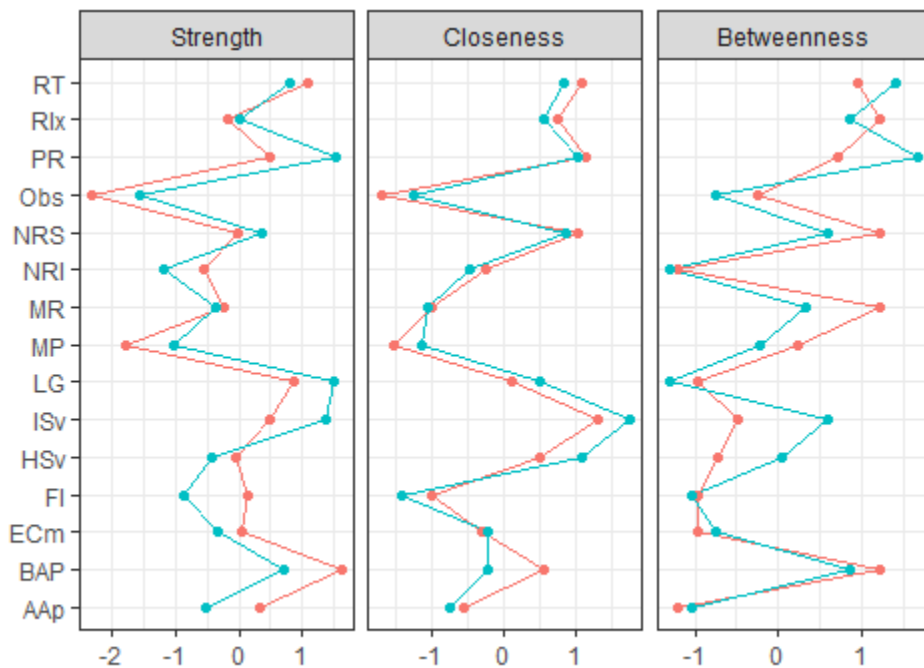 Strength Closeness Betweenness
RT
RIx
PR
Obs
NRS
NRI
MR
MP
LG
ISv
HSv
FI
ECm
BAP
AAp
-2 -1 0 1 -1 0 1 -1 0 1